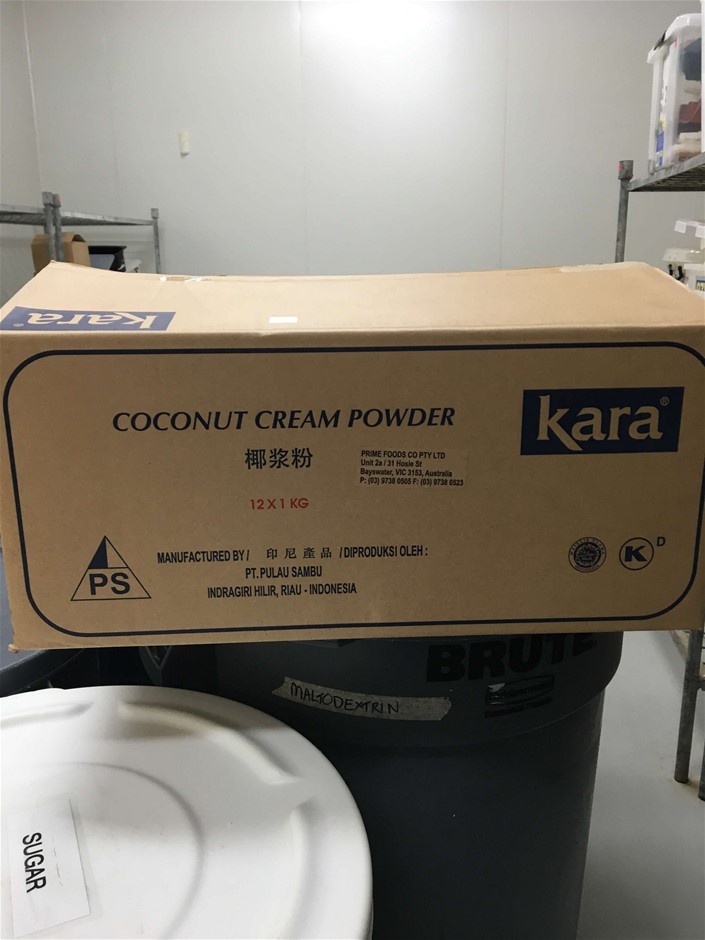 kara®
COCONUT CREAM POWDER
kara®
椰浆粉
PRIME FOODS CO PTY LTD
Unit 2a / 31 Hosie St
Bayswater, VIC 3153, Australia
P: (03) 9738 0505 F: (03) 9738 0523
12 X 1 KG
MANUFACTURED BY / 印尼產品 / DIPRODUKSI OLEH :
PT. PULAU SAMBU
INDRAGIRI HILIR, RIAU - INDONESIA
PS
K D
BRUTE
MALTODEXTRIN
SUGAR